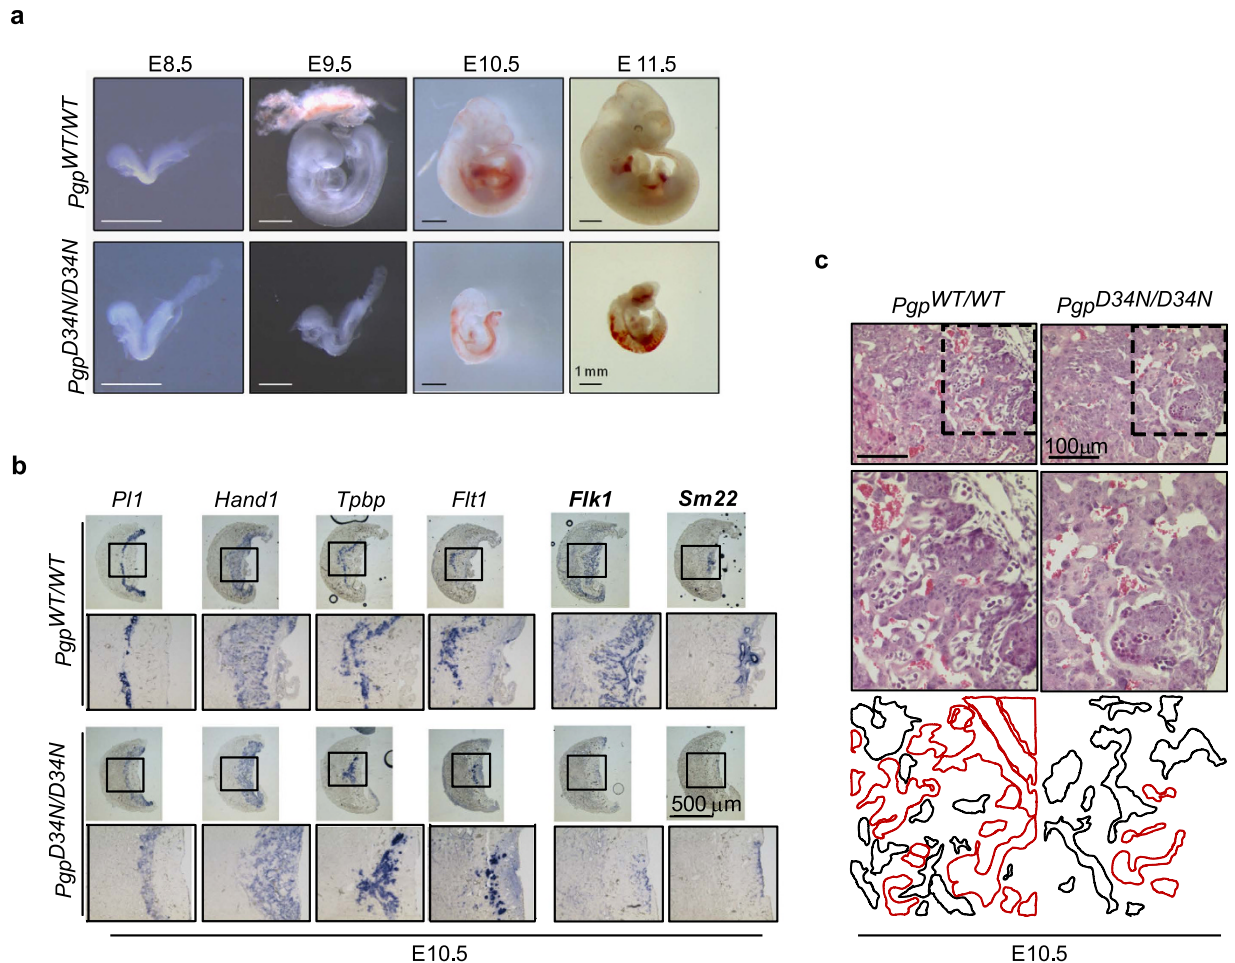 a
E8.5 E9.5 E10.5 E 11.5
PgpWT/WT
PgpD34N/D34N
1 mm
b
Pl1 Hand1 Tpbp Flt1 Flk1 Sm22
PgpWT/WT
PgpD34N/D34N
500 µm
E10.5
c
PgpWT/WT PgpD34N/D34N
100µm
E10.5